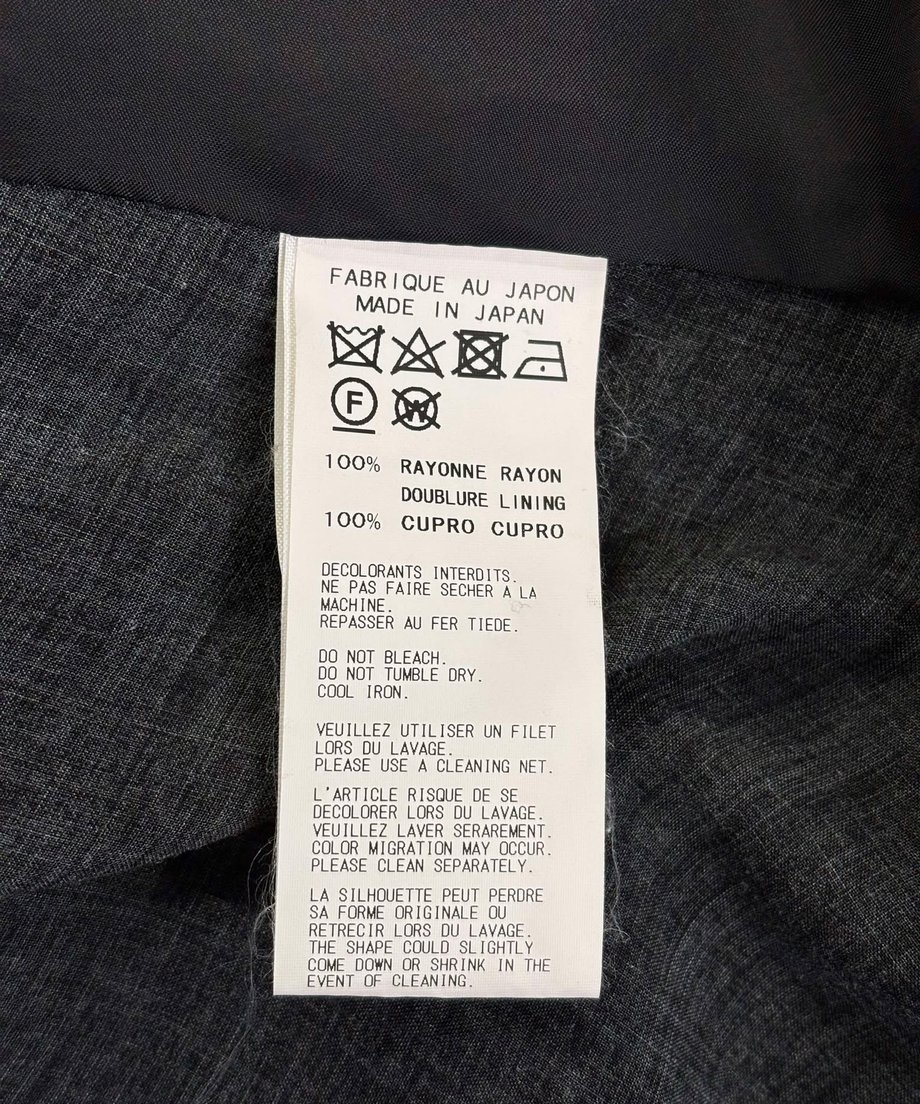 FABRIQUE AU JAPON
MADE IN JAPAN
F W
100% RAYONNE RAYON
DOUBLURE LINING
100% CUPRO CUPRO
DECOLORANTS INTERDITS.
NE PAS FAIRE SECHER A LA
MACHINE.
REPASSER AU FER TIEDE.
DO NOT BLEACH.
DO NOT TUMBLE DRY.
COOL IRON.
VEUILLEZ UTILISER UN FILET
LORS DU LAVAGE.
PLEASE USE A CLEANING NET.
L'ARTICLE RISQUE DE SE
DECOLORER LORS DU LAVAGE.
VEUILLEZ LAVER SERAREMENT.
COLOR MIGRATION MAY OCCUR.
PLEASE CLEAN SEPARATELY.
LA SILHOUETTE PEUT PERDRE
SA FORME ORIGINALE OU
RETRECIR LORS DU LAVAGE.
THE SHAPE COULD SLIGHTLY
COME DOWN OR SHRINK IN THE
EVENT OF CLEANING.